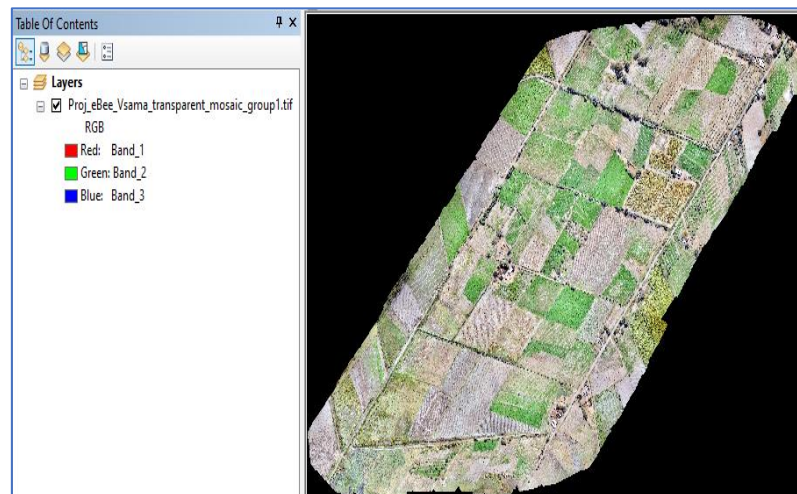 Table Of Contents
Layers
Proj_eBee_Vsama_transparent_mosaic_group1.tif
RGB
Red: Band_1
Green: Band_2
Blue: Band_3